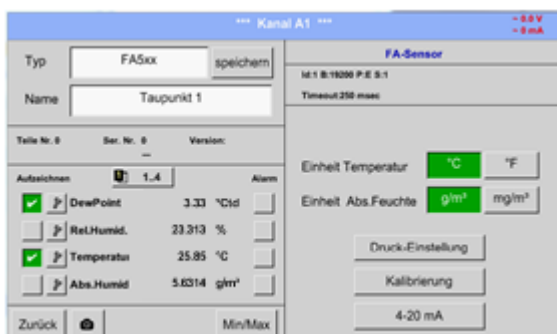 *** Kanal A1 ***
~ 0.0 V
~ 0 mA
Typ
FA5xx
speichern
Name
Taupunkt 1
Teile Nr. 0 Ser. Nr. 0 Version:
---
Aufzeichnen
1..4
Alarm
DewPoint 3.33 °Ctd
Rel.Humid. 23.313 %
Temperatur 25.85 °C
Abs.Humid 5.6314 g/m³
Zurück
Min/Max
FA-Sensor
Id:1 B:19200 P:E S:1
Timeout:250 msec
Einheit Temperatur °C °F
Einheit Abs.Feuchte g/m³ mg/m³
Druck-Einstellung
Kalibrierung
4-20 mA